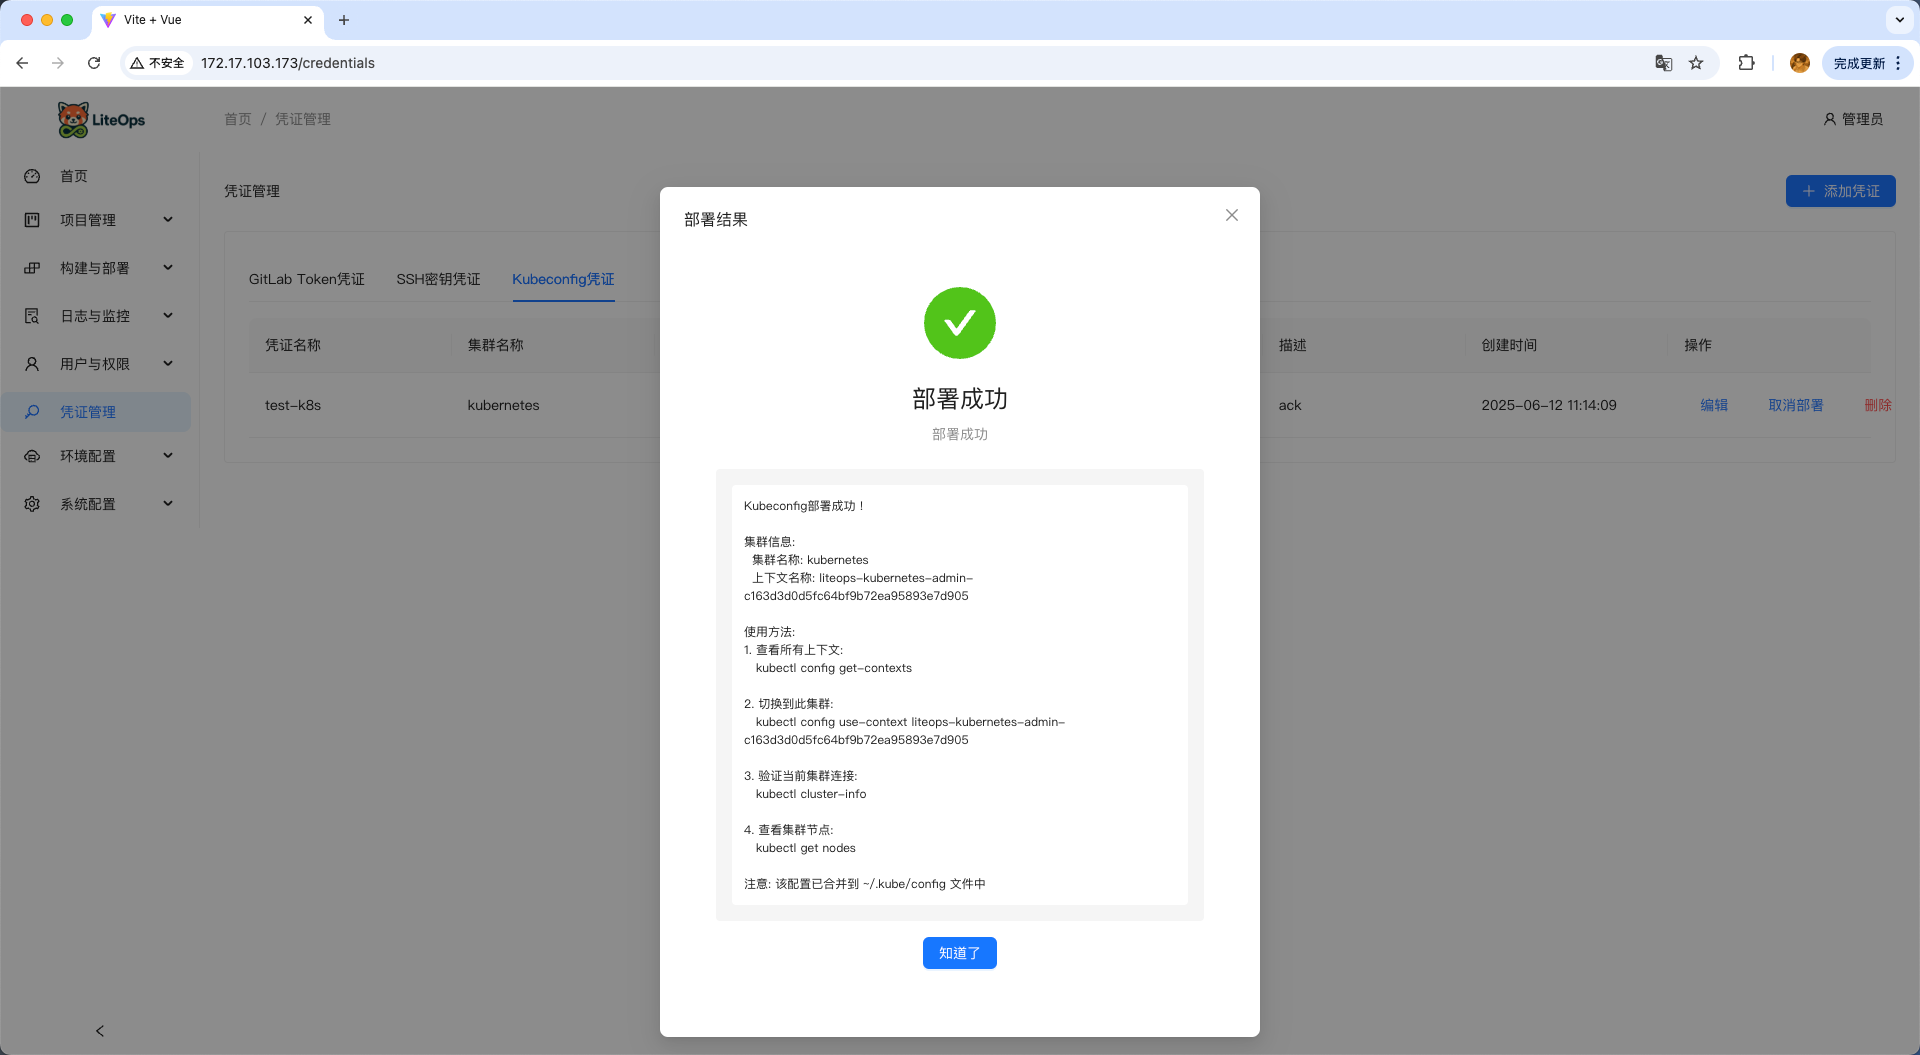 Vite + Vue
不安全
172.17.103.173/credentials
完成更新
LiteOps
首页 / 凭证管理
管理员
首页
项目管理
构建与部署
日志与监控
用户与权限
凭证管理
环境配置
系统配置
凭证管理
添加凭证
GitLab Token凭证 SSH密钥凭证 Kubeconfig凭证
凭证名称 集群名称 描述 创建时间 操作
test-k8s kubernetes ack 2025-06-12 11:14:09 编辑 取消部署 删除
部署结果
部署成功
部署成功
Kubeconfig部署成功！
集群信息:
集群名称: kubernetes
上下文名称: liteops-kubernetes-admin-
c163d3d0d5fc64bf9b72ea95893e7d905
使用方法:
1. 查看所有上下文:
kubectl config get-contexts
2. 切换到此集群:
kubectl config use-context liteops-kubernetes-admin-
c163d3d0d5fc64bf9b72ea95893e7d905
3. 验证当前集群连接:
kubectl cluster-info
4. 查看集群节点:
kubectl get nodes
注意: 该配置已合并到 ~/.kube/config 文件中
知道了